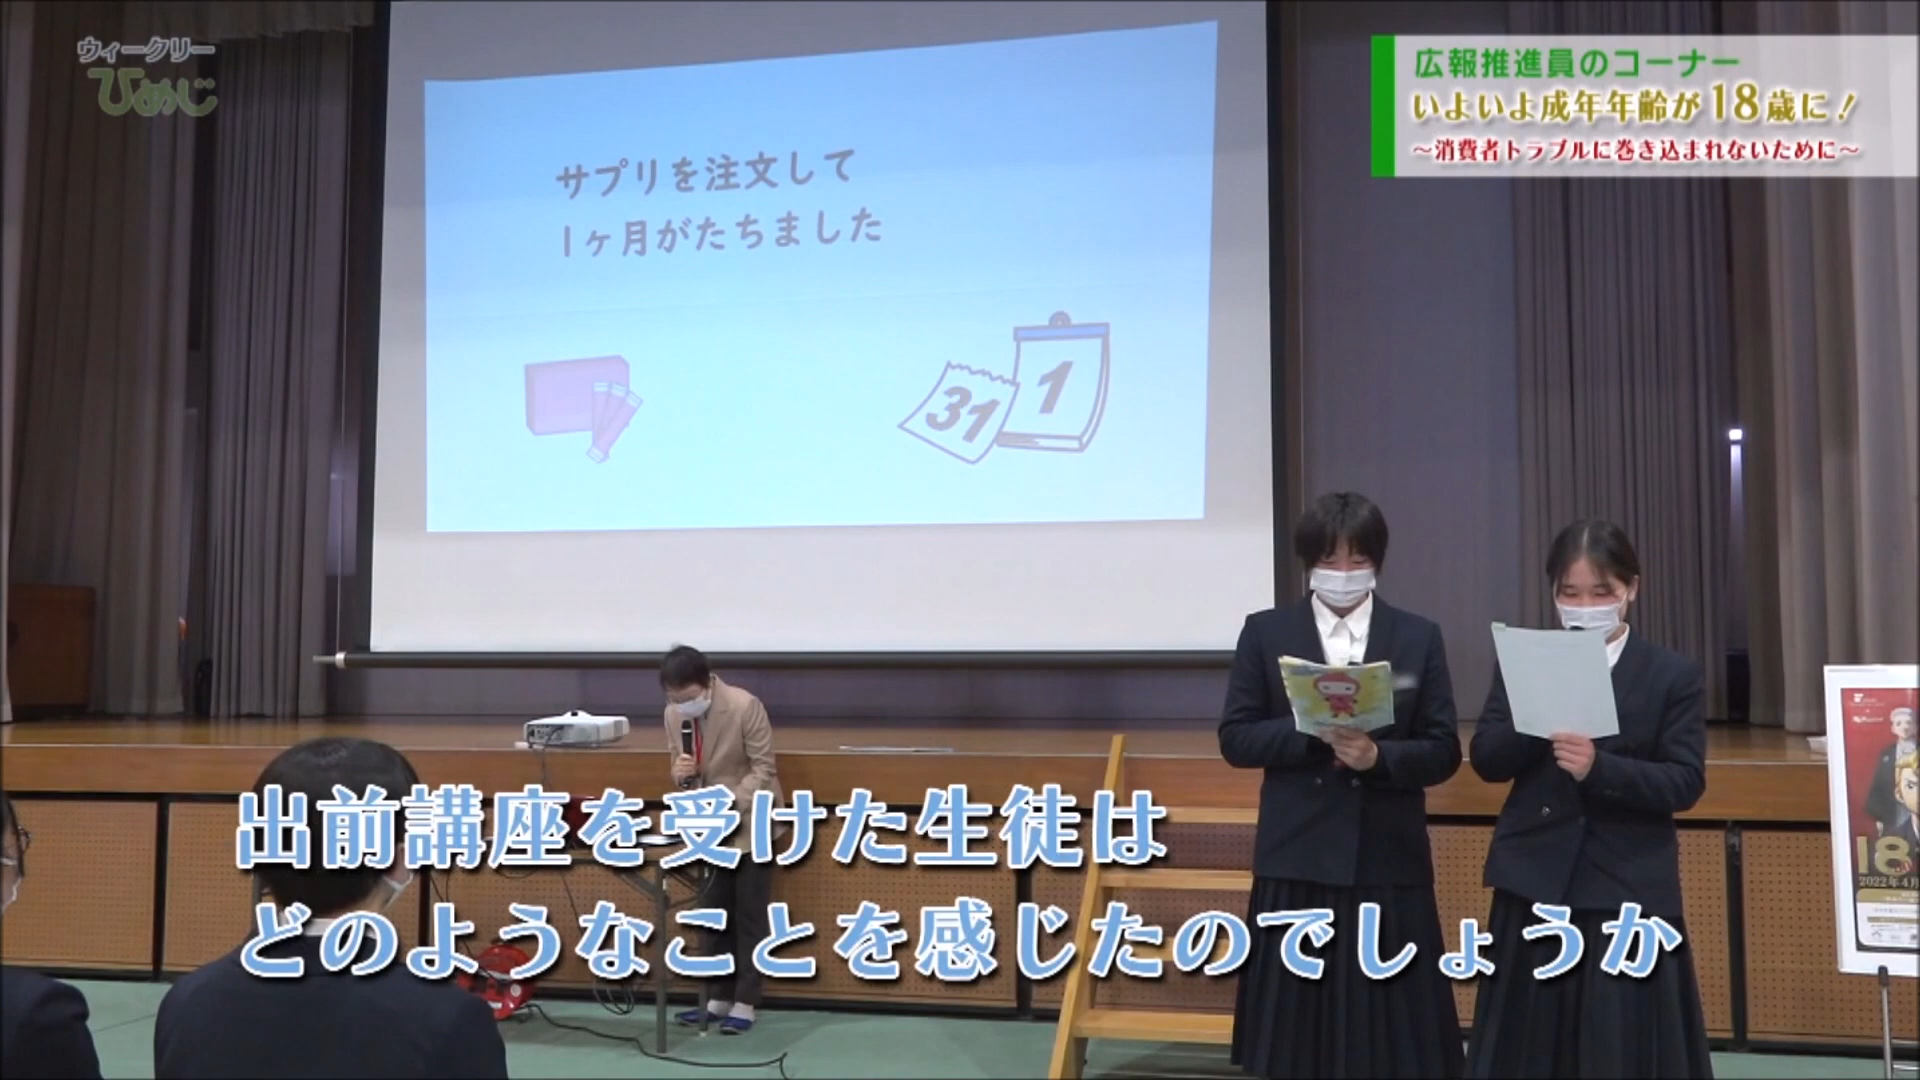 ウィークリー
ひめじ
広報推進員のコーナー
いよいよ成年年齢が18歳に!
～消費者トラブルに巻き込まれないために～
サプリを注文して
1ヶ月がたちました
31
1
18
2022年4月
出前講座を受けた生徒は
どのようなことを感じたのでしょうか